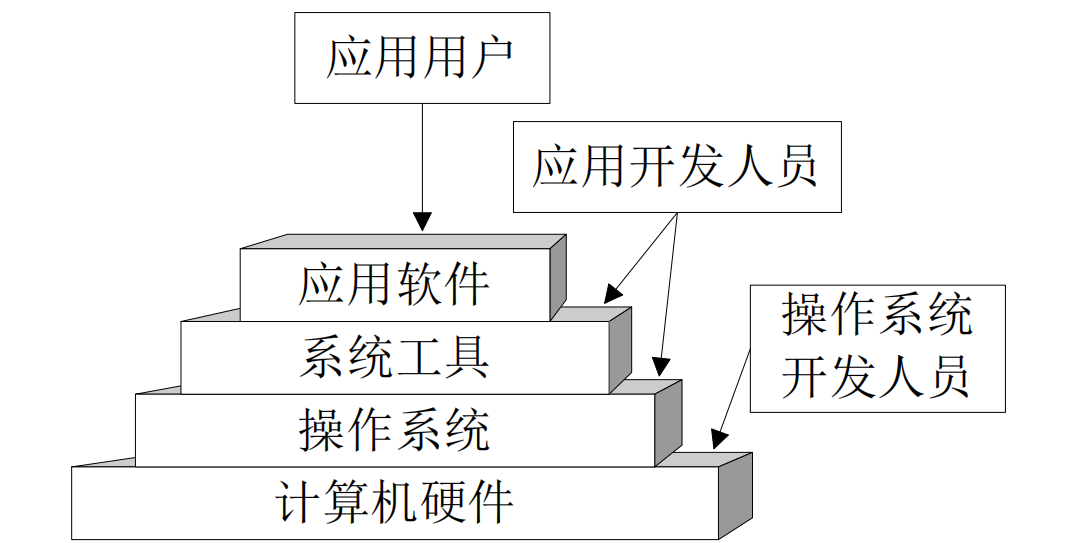 应用用户
应用开发人员
应用软件
操作系统
开发人员
系统工具
操作系统
计算机硬件